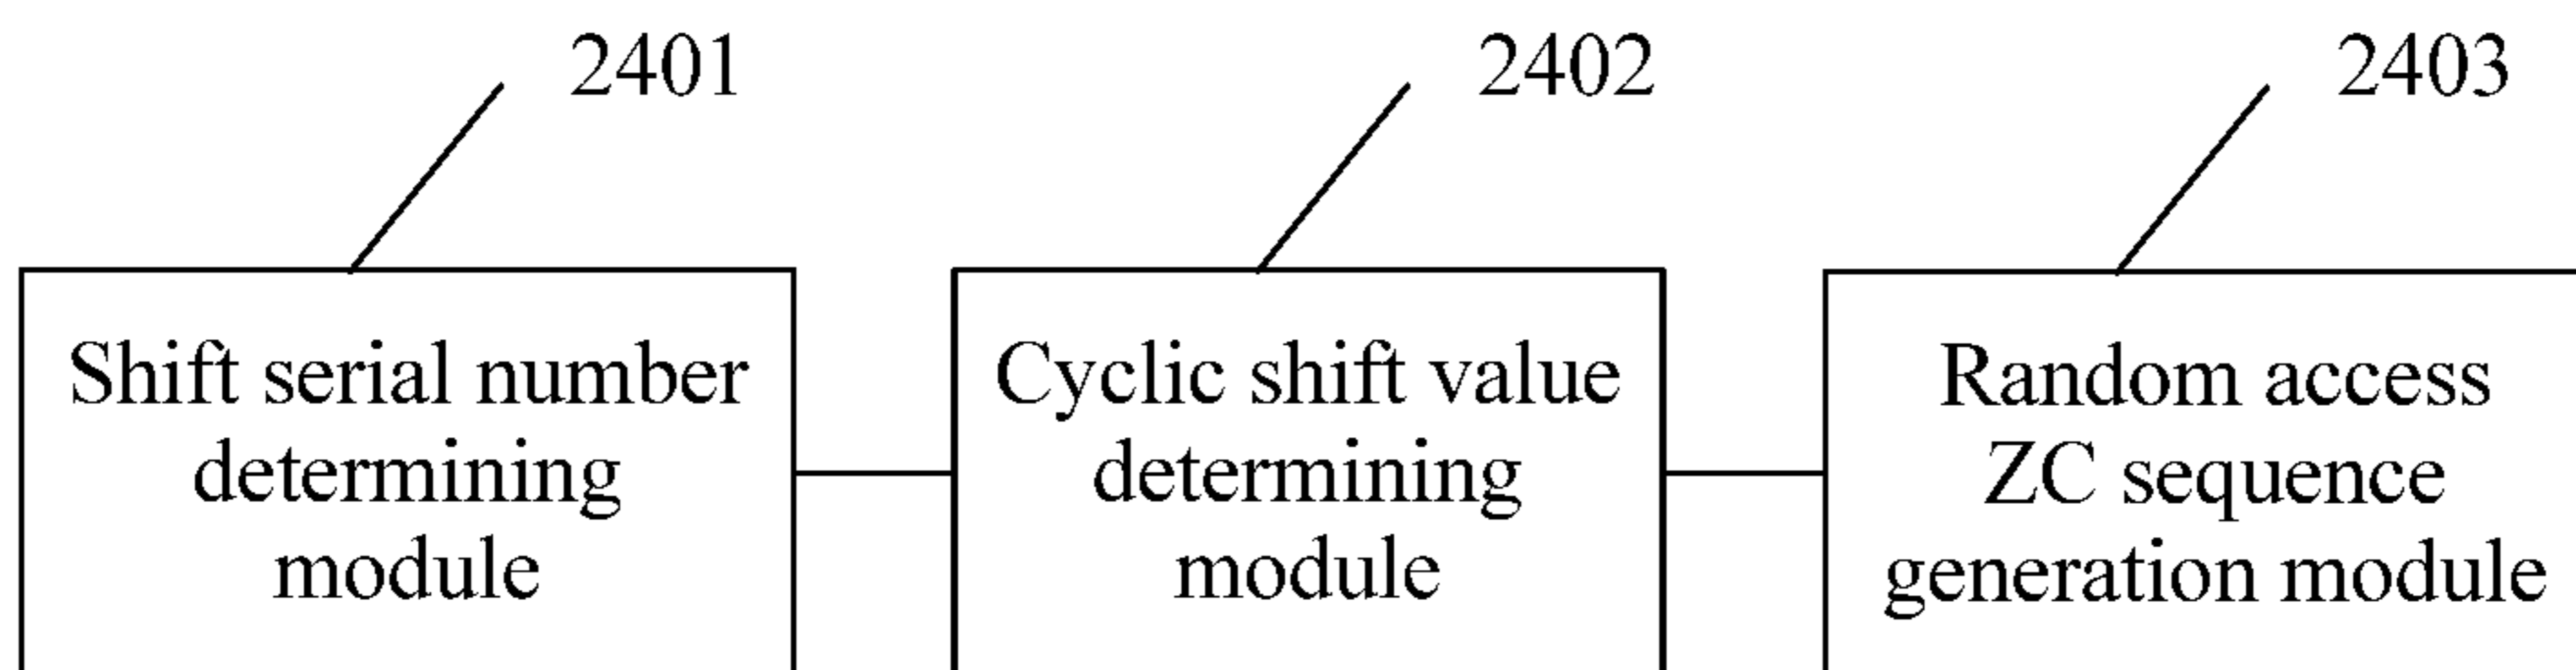 2401
2402
2403
Shift serial number
determining
module
Cyclic shift value
determining
module
Random access
ZC sequence
generation module